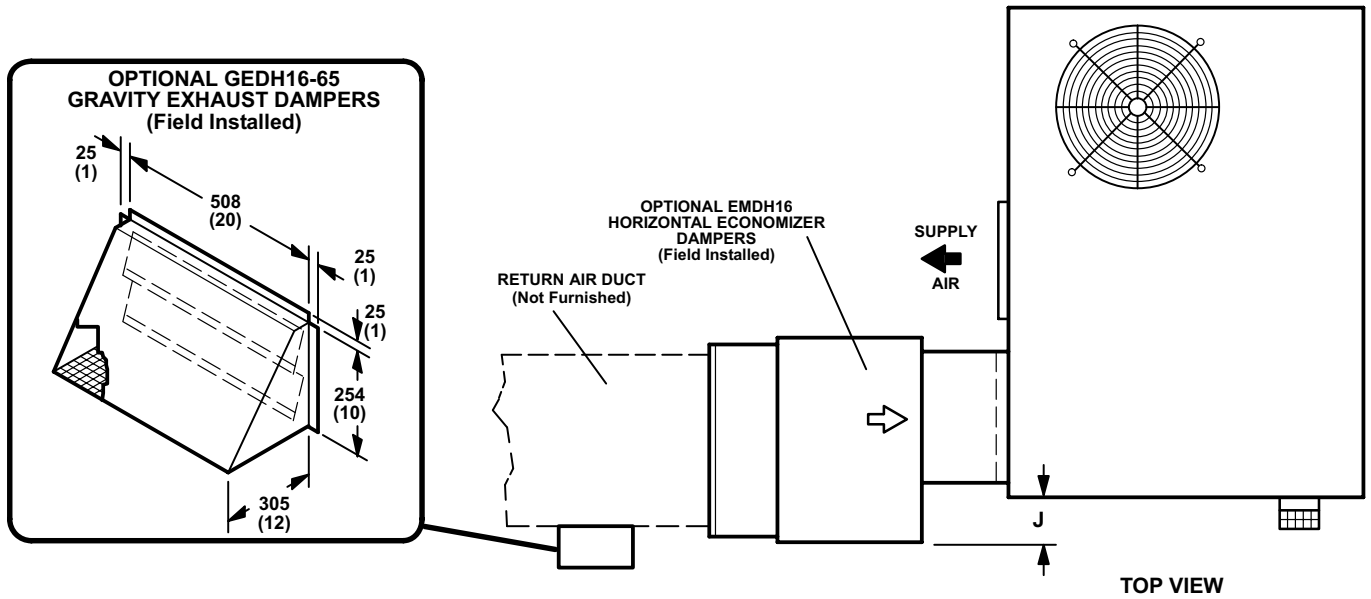 OPTIONAL GEDH16-65
GRAVITY EXHAUST DAMPERS
(Field Installed)
25
(1)
508
(20)
25
(1)
25
(1)
254
(10)
305
(12)
OPTIONAL EMDH16
HORIZONTAL ECONOMIZER
DAMPERS
(Field Installed)
RETURN AIR DUCT
(Not Furnished)
SUPPLY
AIR
J
TOP VIEW